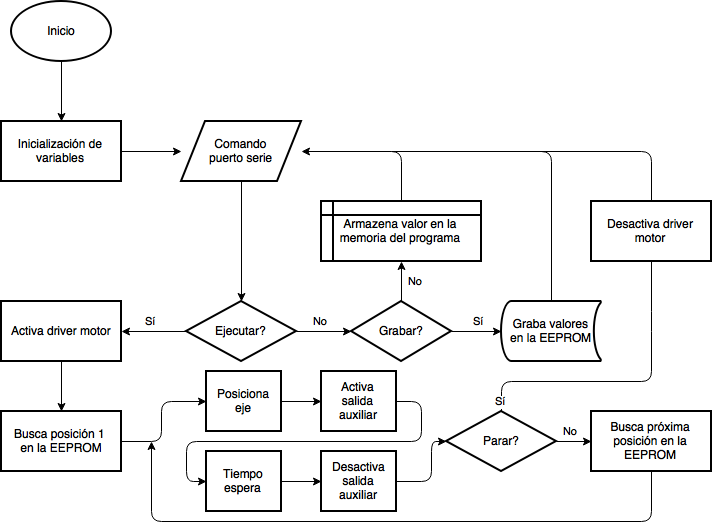 Inicio
Inicialización de
variables
Comando
puerto serie
Armazena valor en la
memoria del programa
Desactiva driver
motor
No
Activa driver motor
Sí
Ejecutar?
No
Grabar?
Sí
Graba valores
en la EEPROM
Posiciona
eje
Activa
salida
auxiliar
Sí
Busca posición 1
en la EEPROM
Parar?
No
Busca próxima
posición en la
EEPROM
Tiempo
espera
Desactiva
salida
auxiliar